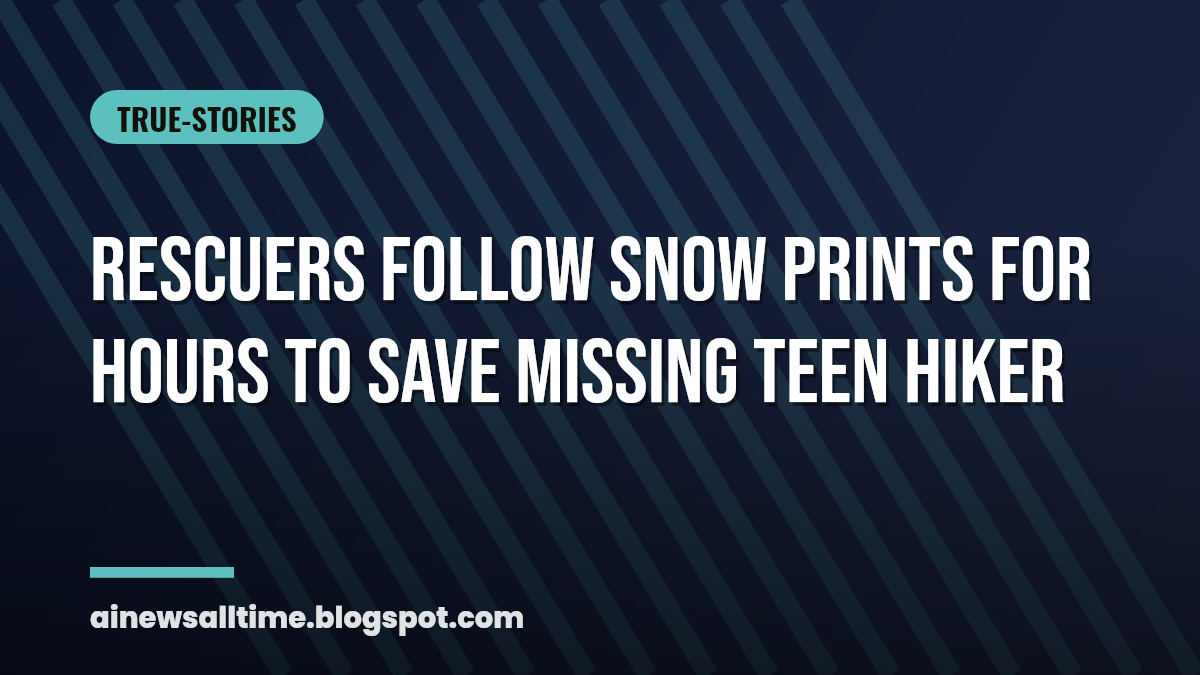 TRUE-STORIES
RESCUERS FOLLOW SNOW PRINTS FOR
HOURS TO SAVE MISSING TEEN HIKER
ainewsalltime.blogspot.com